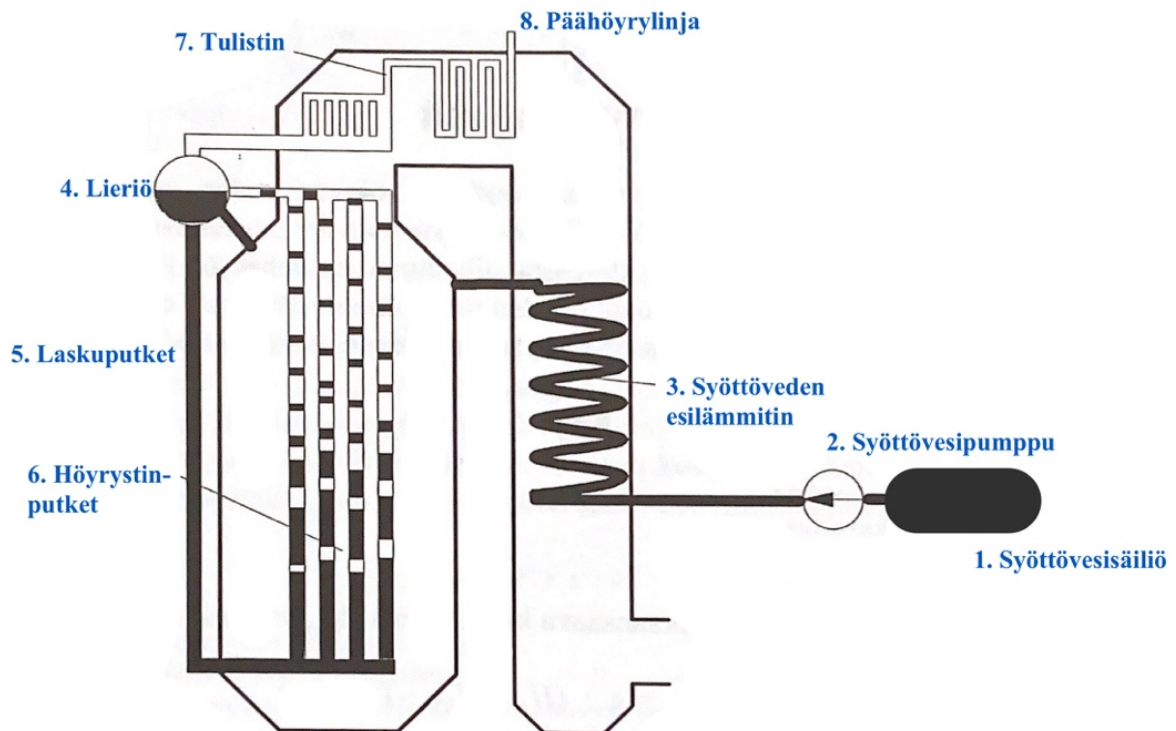 8. Päähöyrylinja
7. Tulistin
4. Lieriö
5. Laskuputket
3. Syöttöveden
esilämmitin
2. Syöttövesipumppu
6. Höyrystin-
putket
1. Syöttövesisäiliö